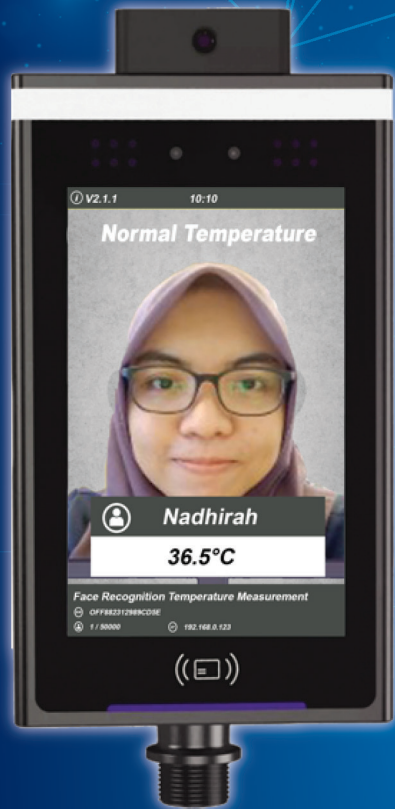 V2.1.1 10:10
Normal Temperature
Nadhirah
36.5°C
Face Recognition Temperature Measurement
OFF882312989CD5E
1 / 50000 192.168.0.123